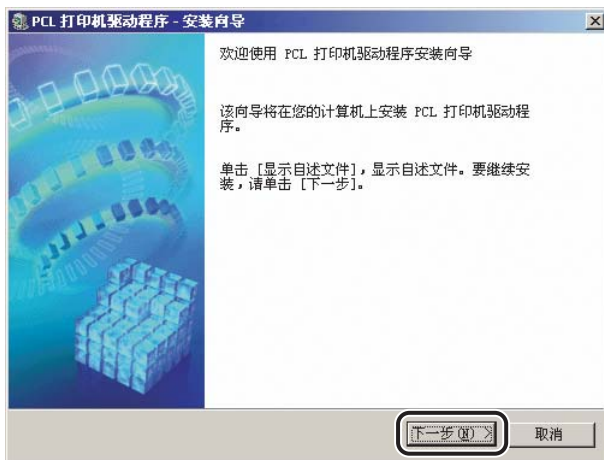 PCL 打印机驱动程序 - 安装向导
欢迎使用 PCL 打印机驱动程序安装向导
该向导将在您的计算机上安装 PCL 打印机驱动程
序。
单击 [显示自述文件]，显示自述文件。要继续安
装，请单击 [下一步]。
下一步(N) >
取消